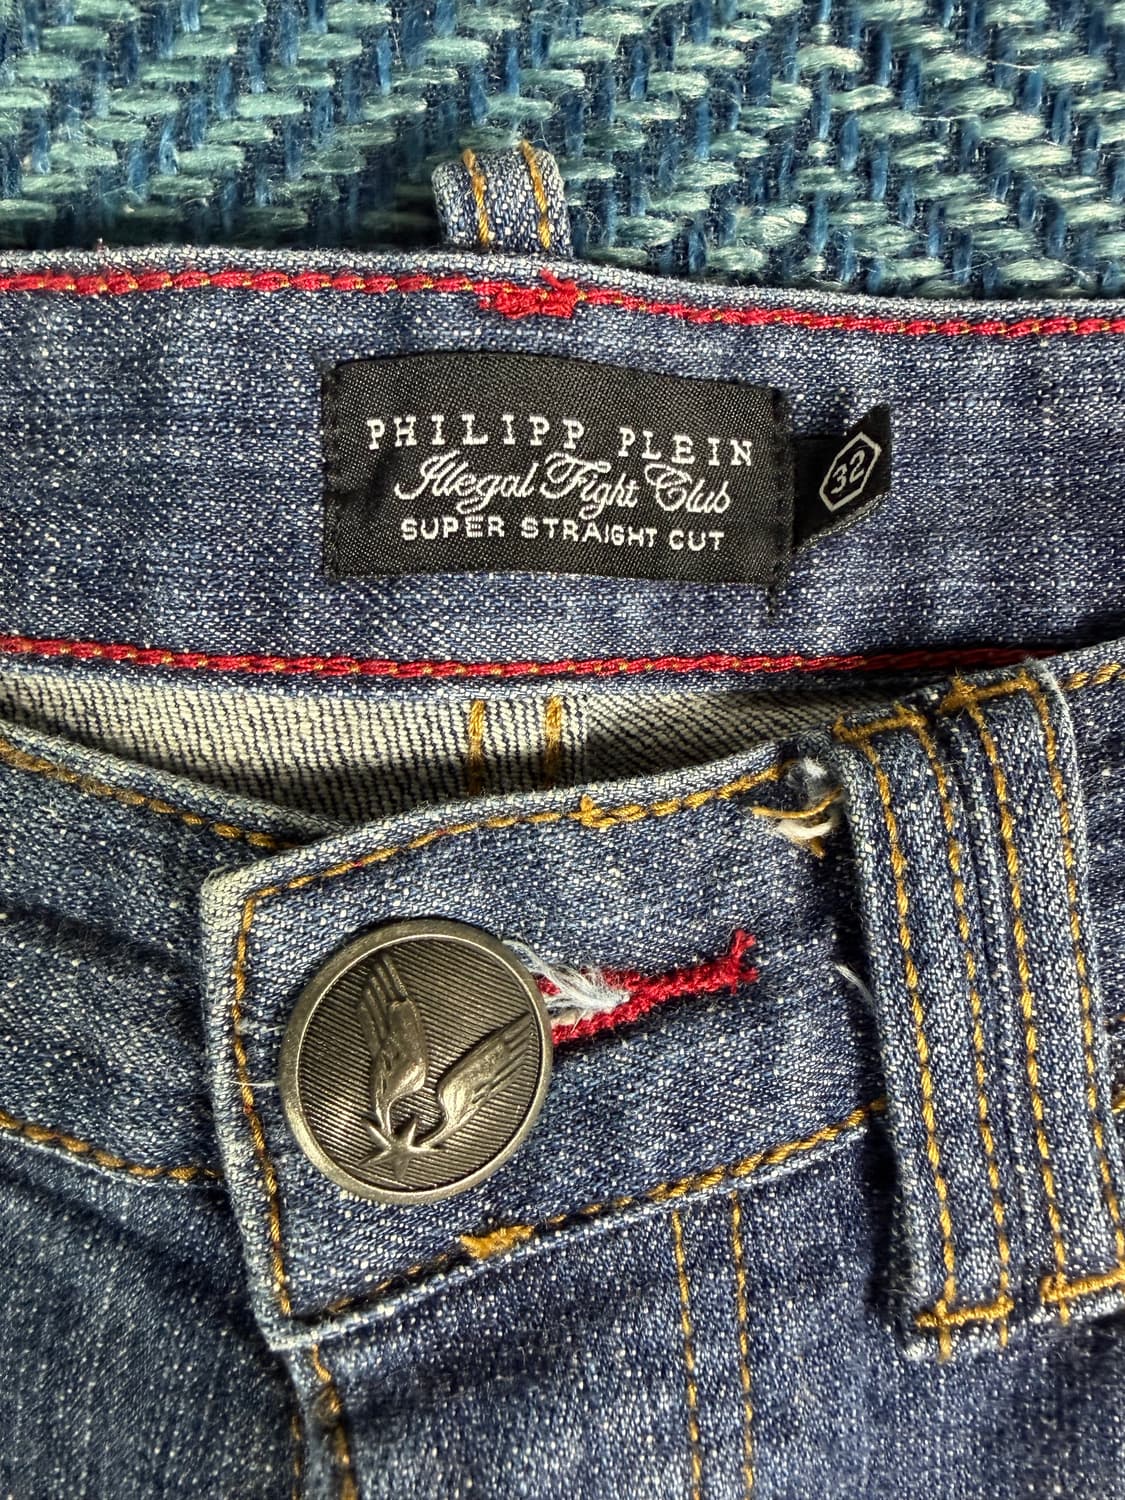 PHILIPP PLEIN
Illegal Fight Club
SUPER STRAIGHT CUT
32